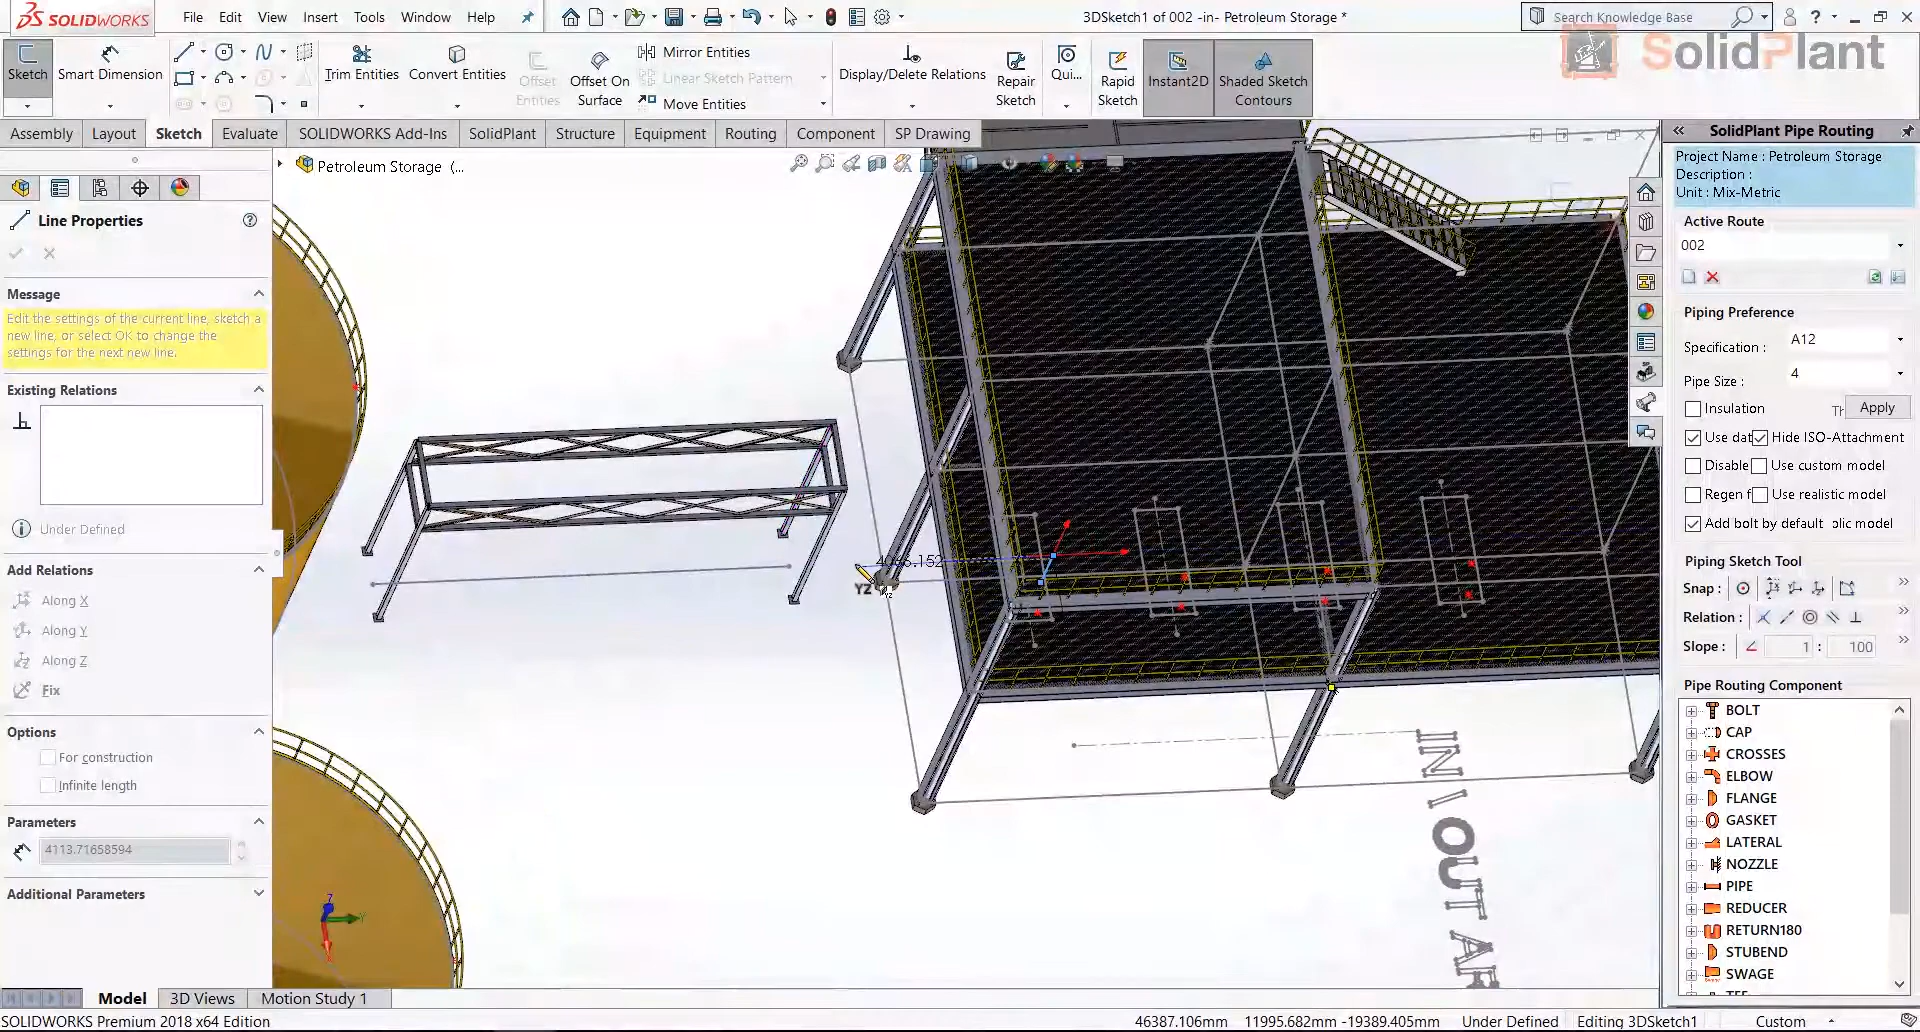 SOLIDWORKS
File Edit View Insert Tools Window Help
3DSketch1 of 002 -in- Petroleum Storage *
Search Knowledge Base
SolidPlant
Sketch
Smart Dimension
Trim Entities
Convert Entities
Offset Entities
Offset On Surface
Mirror Entities
Linear Sketch Pattern
Move Entities
Display/Delete Relations
Repair Sketch
Qui...
Rapid Sketch
Instant2D
Shaded Sketch Contours
Assembly Layout Sketch Evaluate SOLIDWORKS Add-Ins SolidPlant Structure Equipment Routing Component SP Drawing
Petroleum Storage (...
Line Properties
Message
Edit the settings of the current line, sketch a
new line, or select OK to change the
settings for the next new line.
Existing Relations
Under Defined
Add Relations
Along X
Along Y
Along Z
Fix
Options
For construction
Infinite length
Parameters
4113.71658594
Additional Parameters
YZ
IN / OUT
SolidPlant Pipe Routing
Project Name : Petroleum Storage
Description :
Unit : Mix-Metric
Active Route
002
Piping Preference
Specification : A12
Pipe Size : 4
Insulation
Apply
Use dat Hide ISO-Attachment
Disable Use custom model
Regen f Use realistic model
Add bolt by default olic model
Piping Sketch Tool
Snap :
Relation :
Slope : 1 : 100
Pipe Routing Component
BOLT
CAP
CROSSES
ELBOW
FLANGE
GASKET
LATERAL
NOZZLE
PIPE
REDUCER
RETURN180
STUBEND
SWAGE
TEE
Model 3D Views Motion Study 1
SOLIDWORKS Premium 2018 x64 Edition
46387.106mm 11995.682mm -19389.405mm Under Defined Editing 3DSketch1 Custom